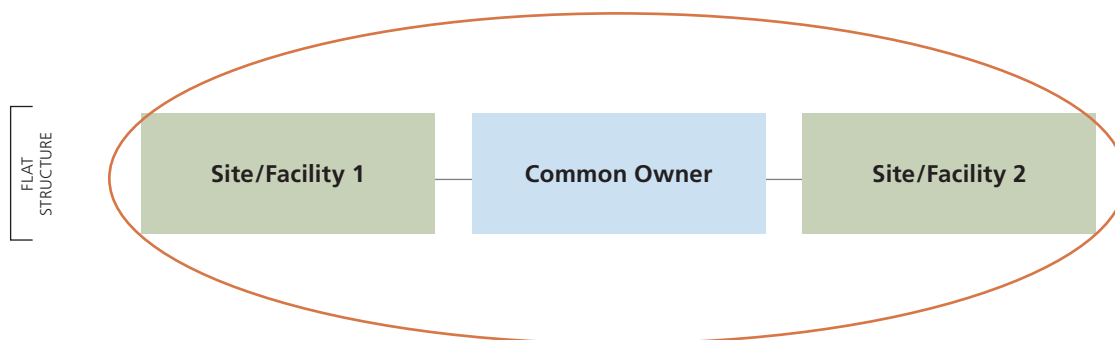 FLAT
STRUCTURE
Site/Facility 1
Common Owner
Site/Facility 2